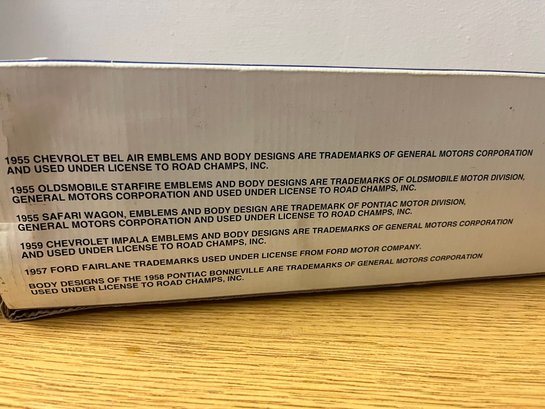 1955 CHEVROLET BEL AIR EMBLEMS AND BODY DESIGNS ARE TRADEMARKS OF GENERAL MOTORS CORPORATION
AND USED UNDER LICENSE TO ROAD CHAMPS, INC.
1955 OLDSMOBILE STARFIRE EMBLEMS AND BODY DESIGNS ARE TRADEMARKS OF OLDSMOBILE MOTOR DIVISION,
GENERAL MOTORS CORPORATION AND USED UNDER LICENSE TO ROAD CHAMPS, INC.
1955 SAFARI WAGON, EMBLEMS AND BODY DESIGN ARE TRADEMARK OF PONTIAC MOTOR DIVISION,
GENERAL MOTORS CORPORATION AND USED UNDER LICENSE TO ROAD CHAMPS, INC.
1959 CHEVROLET IMPALA EMBLEMS AND BODY DESIGNS ARE TRADEMARKS OF GENERAL MOTORS CORPORATION
AND USED UNDER LICENSE TO ROAD CHAMPS, INC.
1957 FORD FAIRLANE TRADEMARKS USED UNDER LICENSE FROM FORD MOTOR COMPANY.
BODY DESIGNS OF THE 1958 PONTIAC BONNEVILLE ARE TRADEMARKS OF GENERAL MOTORS CORPORATION
USED UNDER LICENSE TO ROAD CHAMPS, INC.